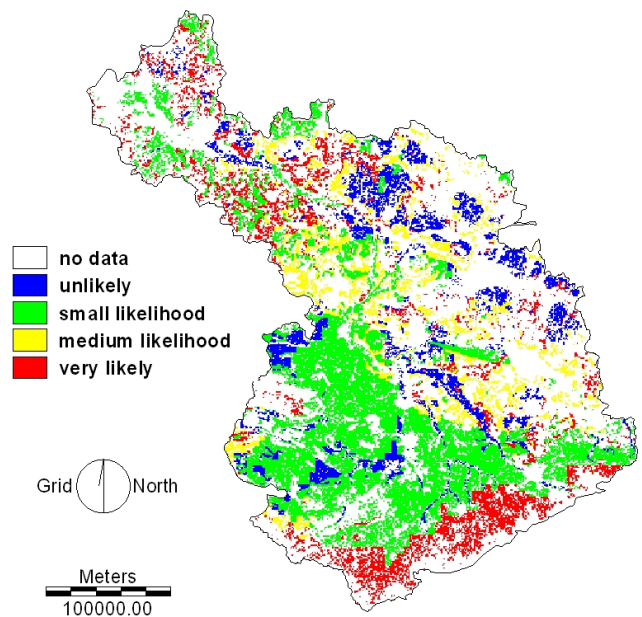 no data
unlikely
small likelihood
medium likelihood
very likely
Grid North
Meters
100000.00